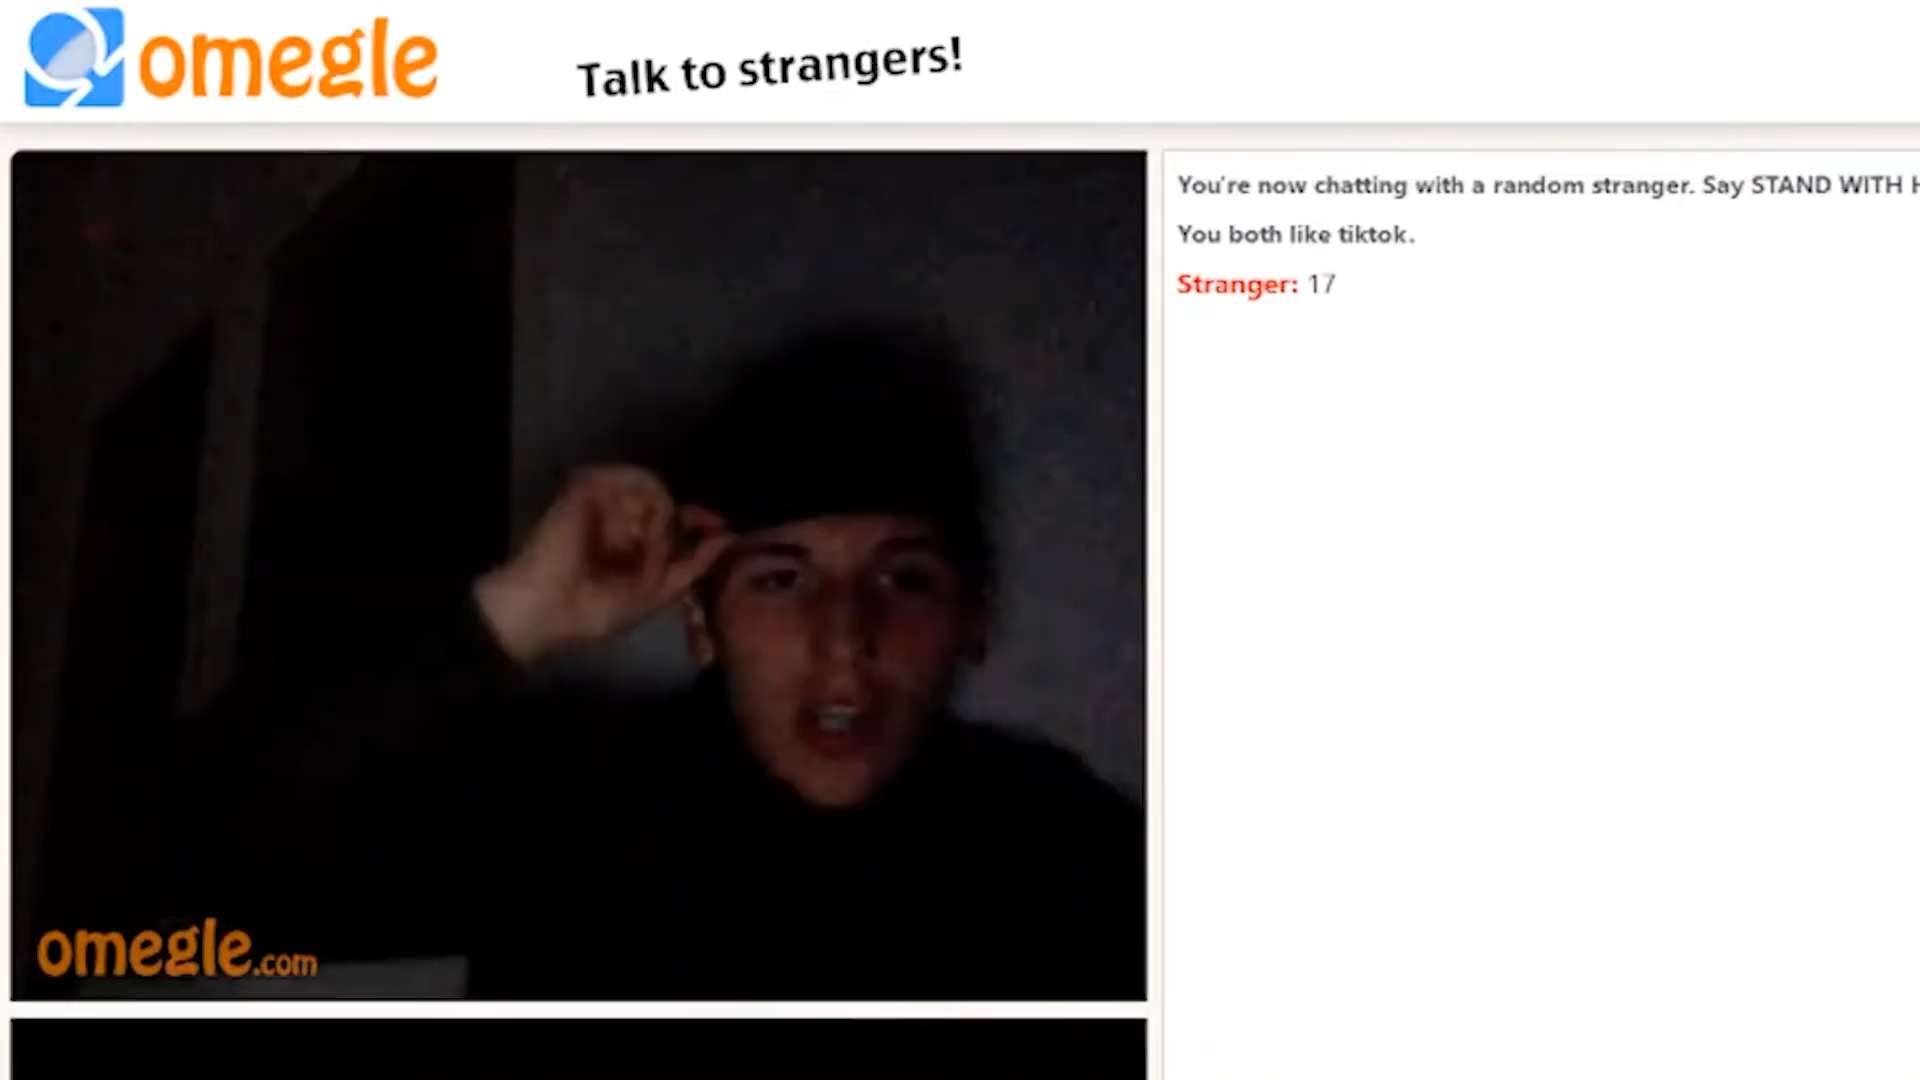 omegle
Talk to strangers!
You're now chatting with a random stranger. Say STAND WITH H
You both like tiktok.
Stranger: 17
omegle.com